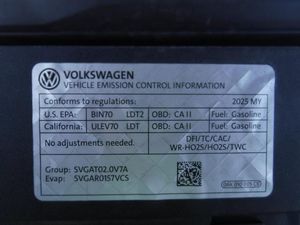 VOLKSWAGEN
VEHICLE EMISSION CONTROL INFORMATION
Conforms to regulations: 2025 MY
U.S. EPA: BIN70 LDT2 OBD: CA II Fuel: Gasoline
California: ULEV70 LDT OBD: CA II Fuel: Gasoline
No adjustments needed. DFI/TC/CAC/
WR-HO2S/HO2S/TWC
Group: SVGAT02.0V7A
Evap: SVGAR0157VCS